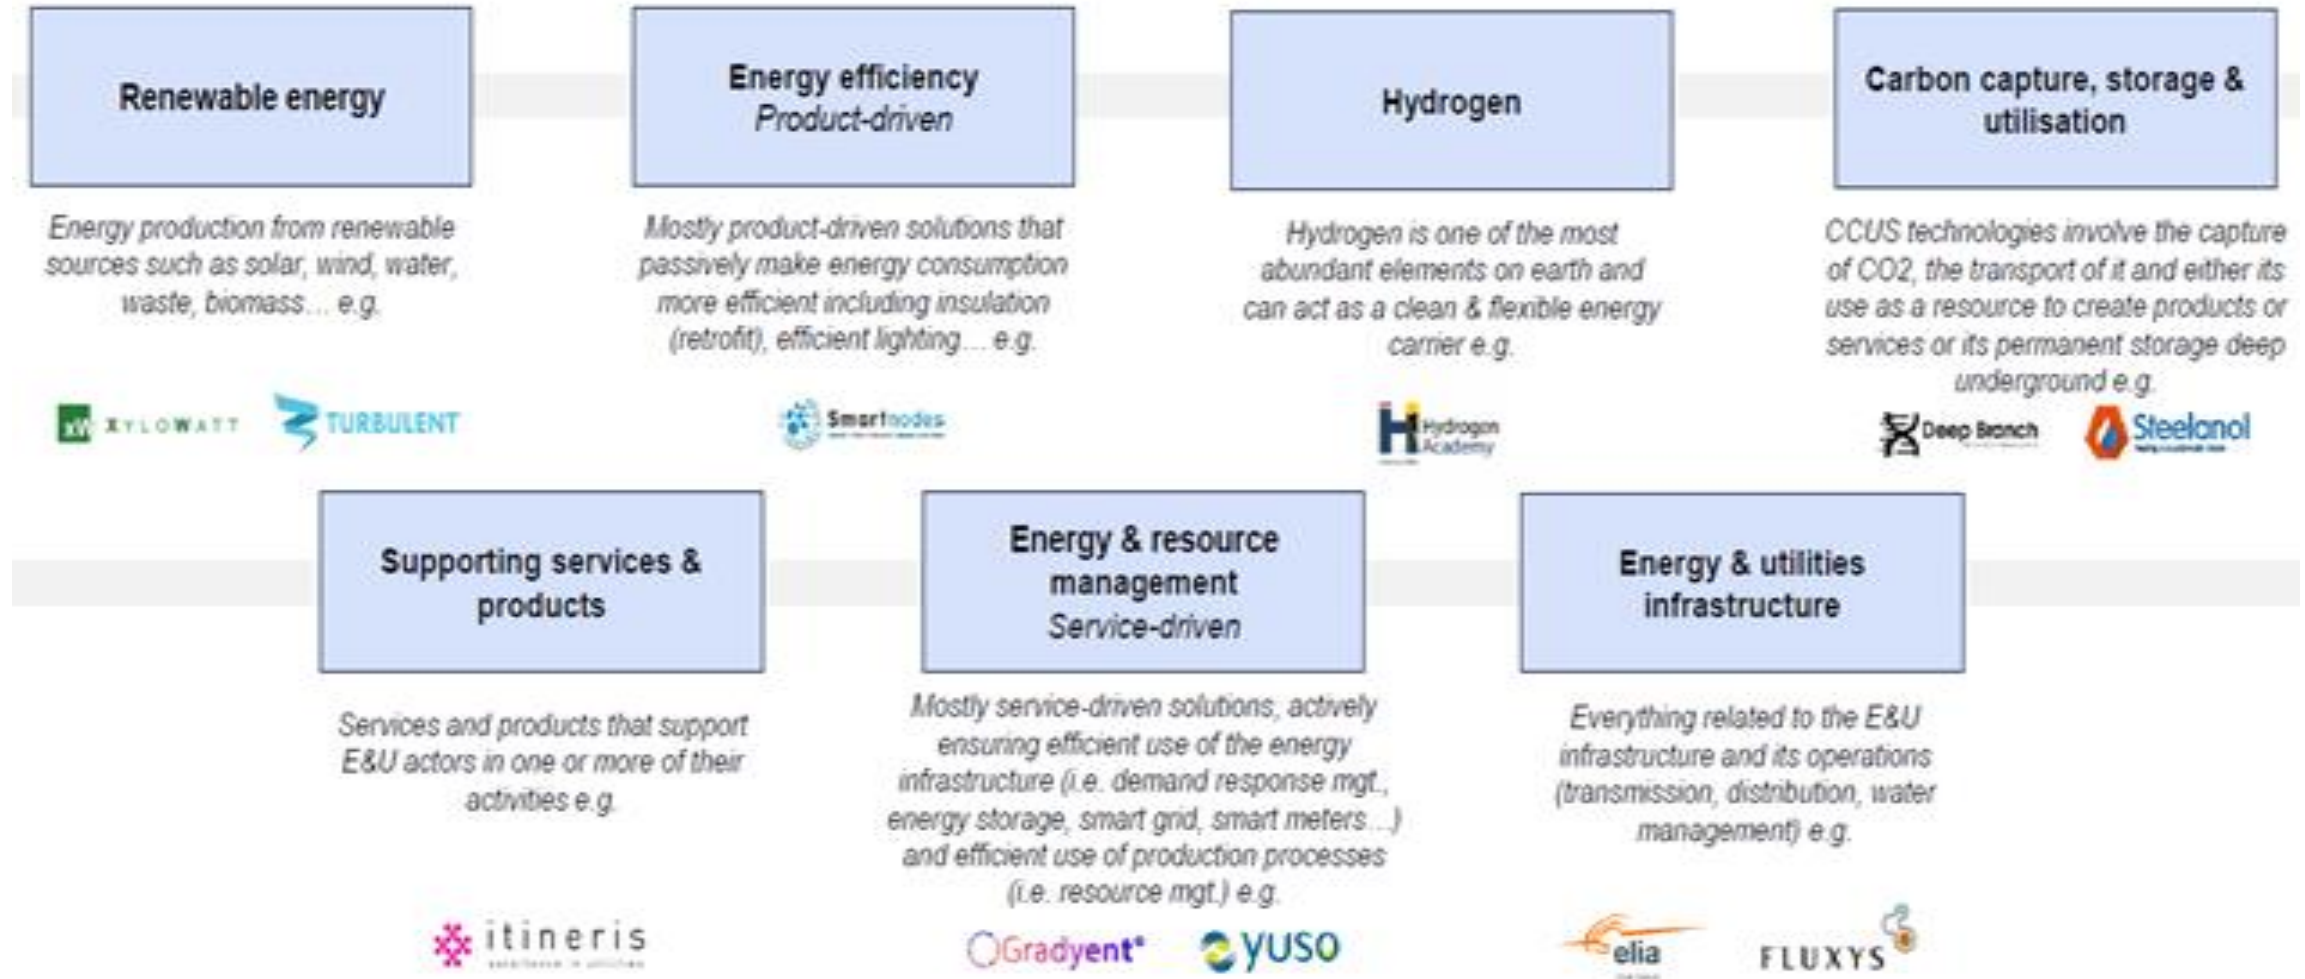 Renewable energy
Energy production from renewable
sources such as solar, wind, water,
waste, biomass… e.g.
XW XYLOWATT
TURBULENT
Energy efficiency
Product-driven
Mostly product-driven solutions that
passively make energy consumption
more efficient including insulation
(retrofit), efficient lighting… e.g.
Smartnodes
Hydrogen
Hydrogen is one of the most
abundant elements on earth and
can act as a clean & flexible energy
carrier e.g.
Hydrogen
Academy
Carbon capture, storage &
utilisation
CCUS technologies involve the capture
of CO2, the transport of it and either its
use as a resource to create products or
services or its permanent storage deep
underground e.g.
Deep Branch
Steelanol
Supporting services &
products
Services and products that support
E&U actors in one or more of their
activities e.g.
itineris
excellence in utilities
Energy & resource
management
Service-driven
Mostly service-driven solutions, actively
ensuring efficient use of the energy
infrastructure (i.e. demand response mgt.,
energy storage, smart grid, smart meters…)
and efficient use of production processes
(i.e. resource mgt.) e.g.
Gradyent
YUSO
Energy & utilities
infrastructure
Everything related to the E&U
infrastructure and its operations
(transmission, distribution, water
management) e.g.
elia
FLUXYS